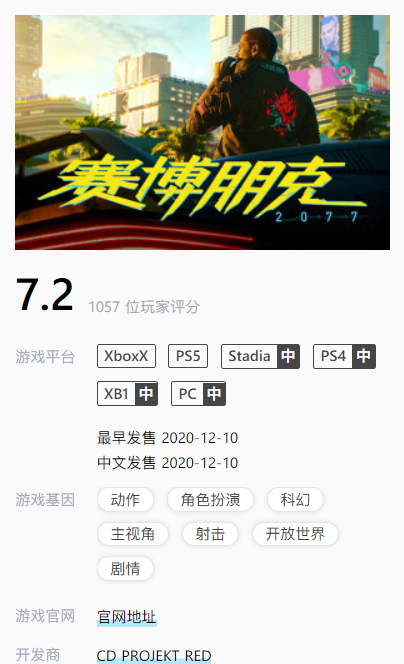 赛博朋克
2077
7.2 1057 位玩家评分
游戏平台 XboxX PS5 Stadia 中 PS4 中
XB1 中 PC 中
最早发售 2020-12-10
中文发售 2020-12-10
游戏基因 动作 角色扮演 科幻
主视角 射击 开放世界
剧情
游戏官网 官网地址
开发商 CD PROJEKT RED